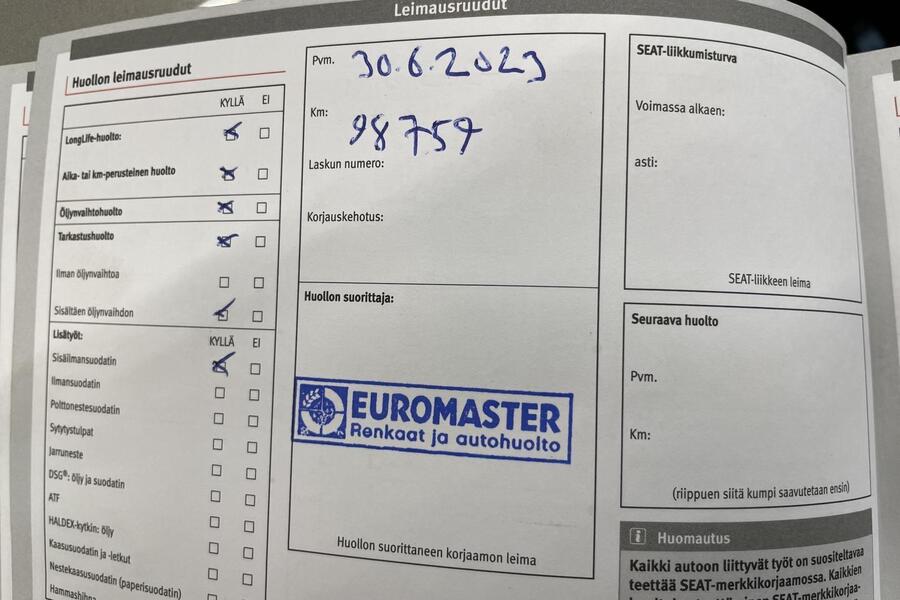 Leimausruudut
Huollon leimausruudut
KYLLÄ EI
LongLife-huolto:
Aika- tai km-perusteinen huolto
Öljynvaihtohuolto
Tarkastushuolto
Ilman öljynvaihtoa
Sisältäen öljynvaihdon
Lisätyöt: KYLLÄ EI
Sisäilmansuodatin
Ilmansuodatin
Polttonestesuodatin
Sytytystulpat
Jarruneste
DSG®: öljy ja suodatin
ATF
HALDEX-kytkin: öljy
Kaasusuodatin ja -letkut
Nestekaasusuodatin (paperisuodatin)
Pvm. 30.6.2023
Km: 98757
Laskun numero:
Korjauskehotus:
Huollon suorittaja:
EUROMASTER
Renkaat ja autohuolto
Huollon suorittaneen korjaamon leima
SEAT-liikkumisturva
Voimassa alkaen:
asti:
SEAT-liikkeen leima
Seuraava huolto
Pvm.
Km:
(riippuen siitä kumpi saavutetaan ensin)
i Huomautus
Kaikki autoon liittyvät työt on suositeltavaa
teettää SEAT-merkkikorjaamossa. Kaikkien